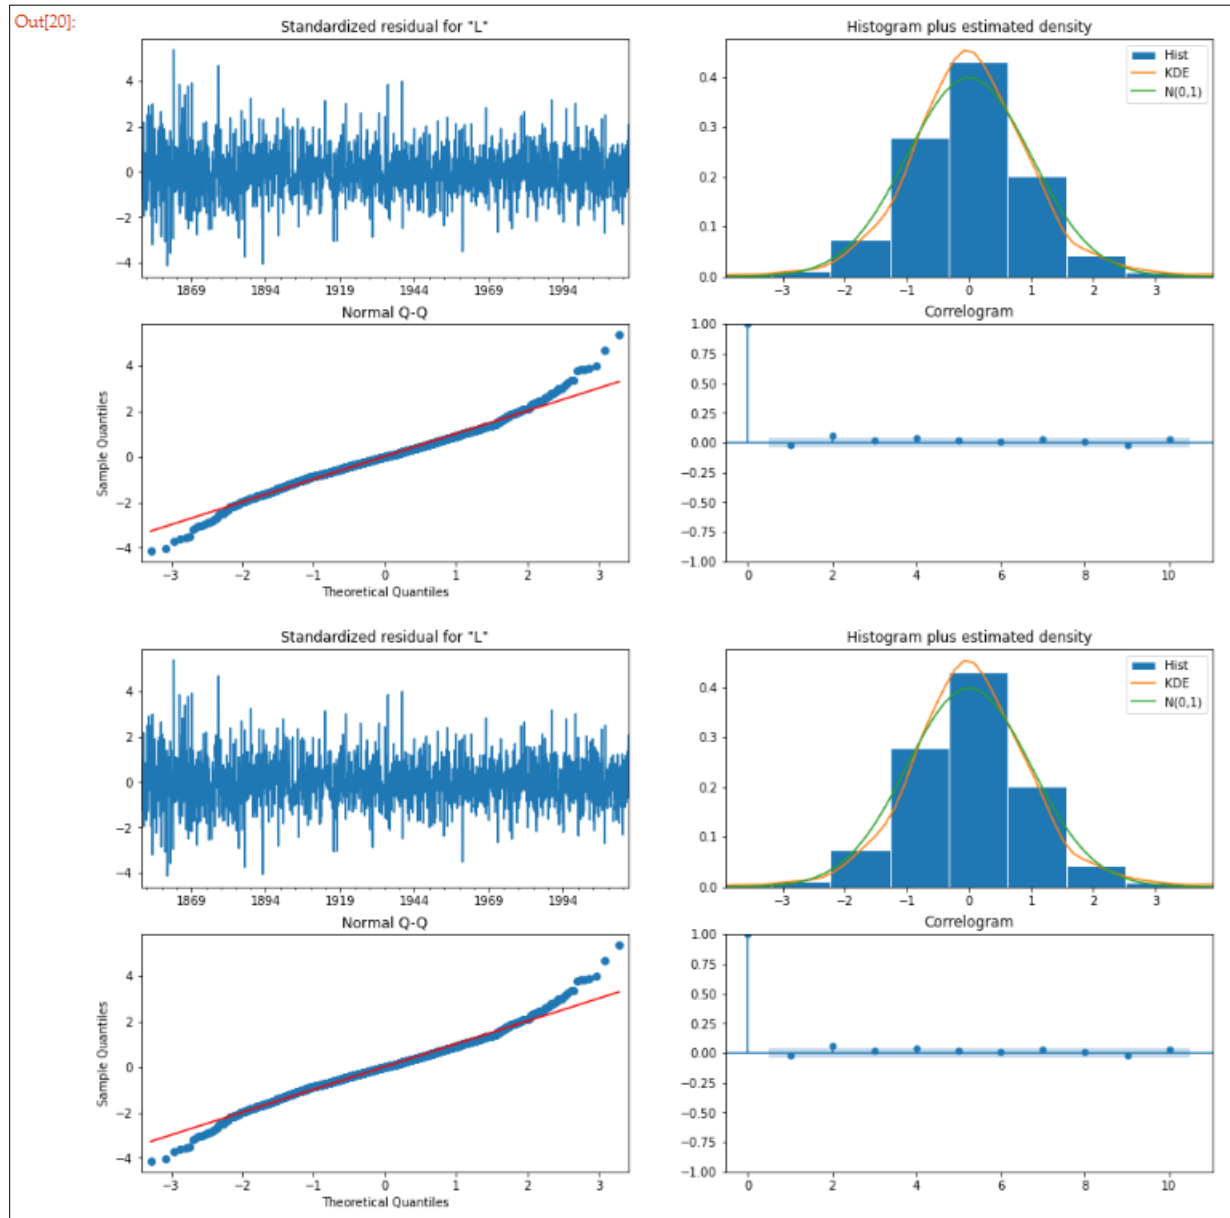 Out[20]:
Standardized residual for "L"
4
2
0
−2
−4
1869 1894 1919 1944 1969 1994
Histogram plus estimated density
Hist
KDE
N(0,1)
0.4
0.3
0.2
0.1
0.0
−3 −2 −1 0 1 2 3
Normal Q-Q
Sample Quantiles
4
2
0
−2
−4
−3 −2 −1 0 1 2 3
Theoretical Quantiles
Correlogram
1.00
0.75
0.50
0.25
0.00
−0.25
−0.50
−0.75
−1.00
0 2 4 6 8 10
Standardized residual for "L"
4
2
0
−2
−4
1869 1894 1919 1944 1969 1994
Histogram plus estimated density
Hist
KDE
N(0,1)
0.4
0.3
0.2
0.1
0.0
−3 −2 −1 0 1 2 3
Normal Q-Q
Sample Quantiles
4
2
0
−2
−4
−3 −2 −1 0 1 2 3
Theoretical Quantiles
Correlogram
1.00
0.75
0.50
0.25
0.00
−0.25
−0.50
−0.75
−1.00
0 2 4 6 8 10